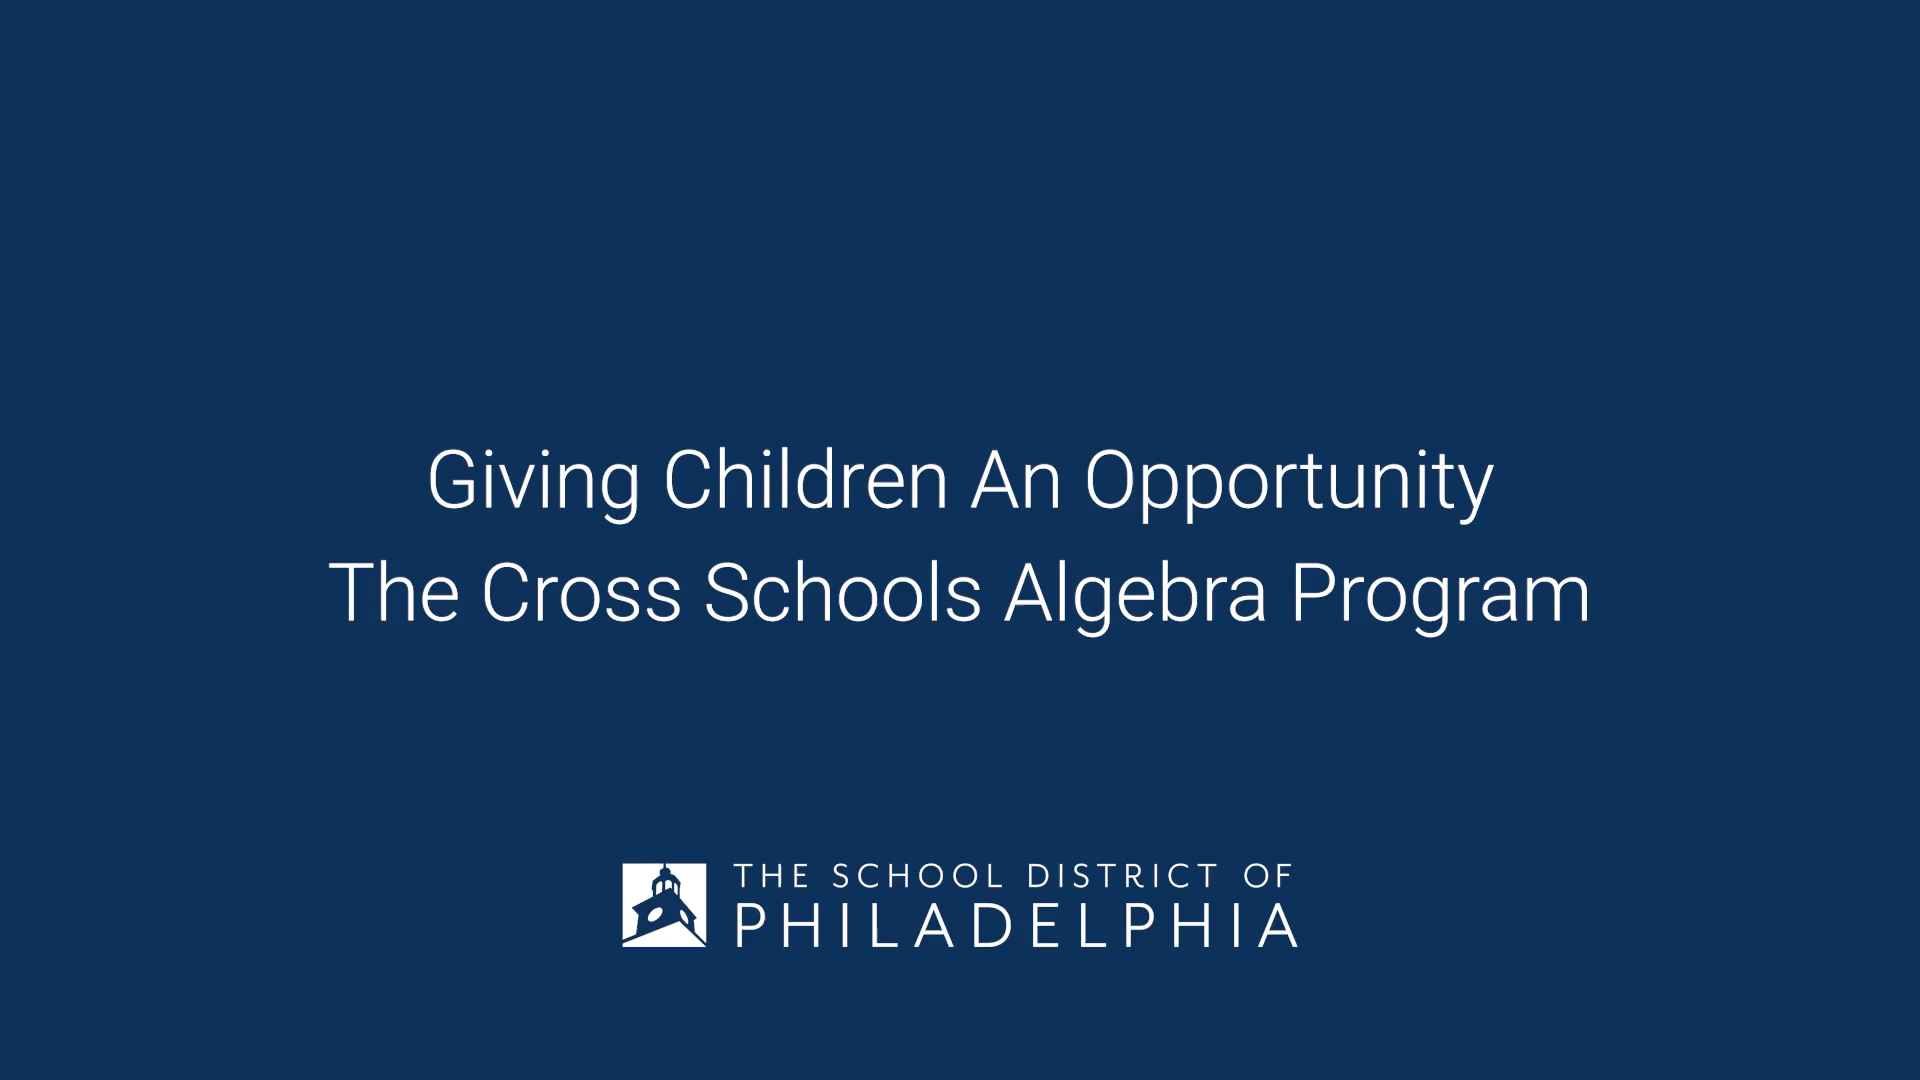 Giving Children An Opportunity
The Cross Schools Algebra Program
THE SCHOOL DISTRICT OF
PHILADELPHIA